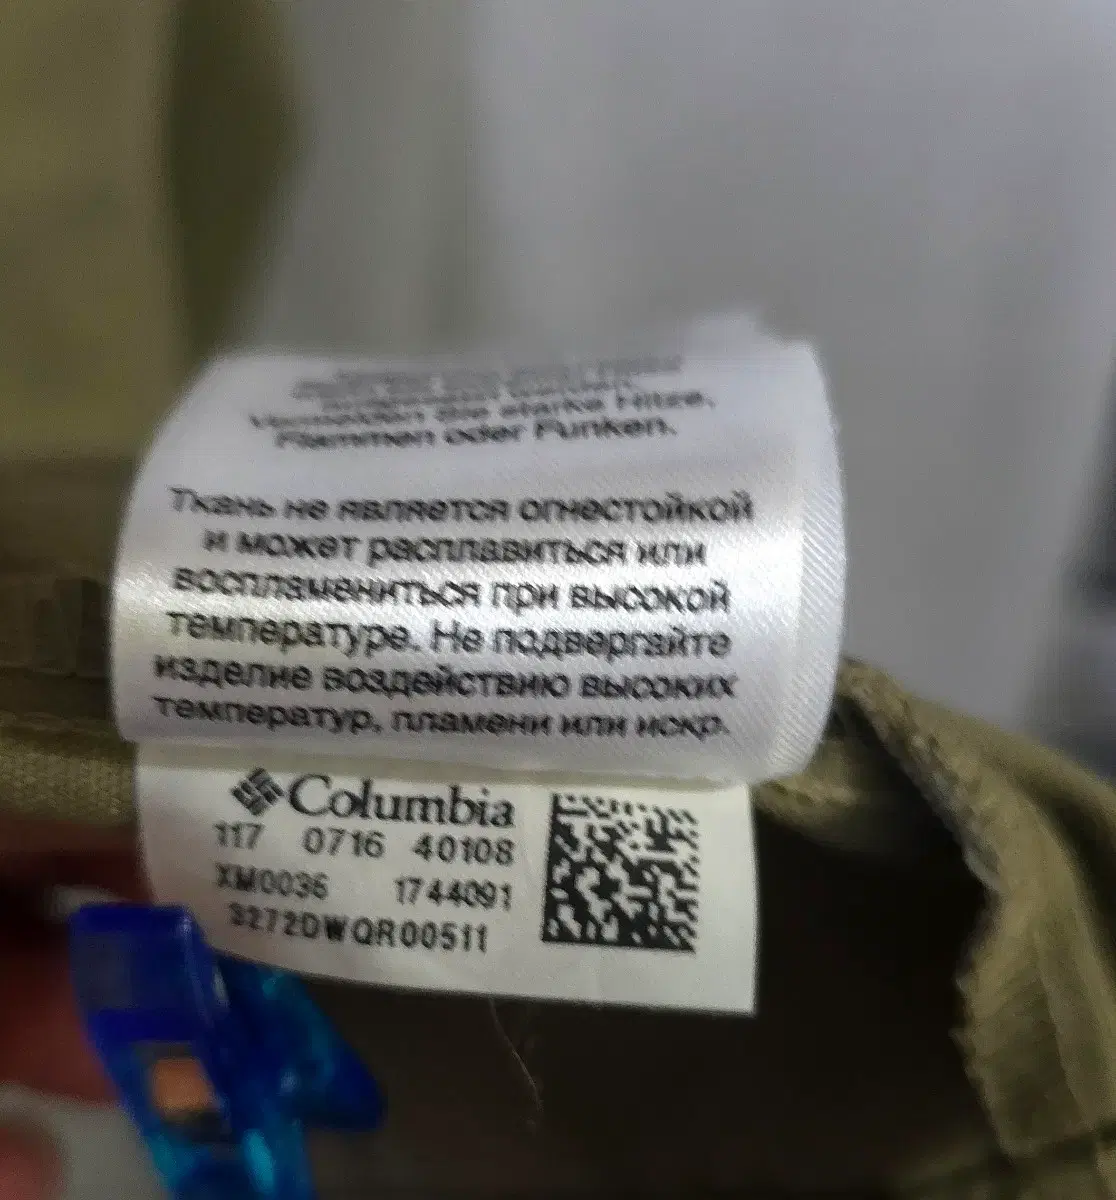 Vermeiden Sie starke Hitze,
Flammen oder Funken.
Ткань не является огнестойкой
и может расплавиться или
воспламениться при высокой
температуре. Не подвергайте
изделие воздействию высоких
температур, пламени или искр.
Columbia
117 0716 40108
XM0036 1744091
3272DWQR00511